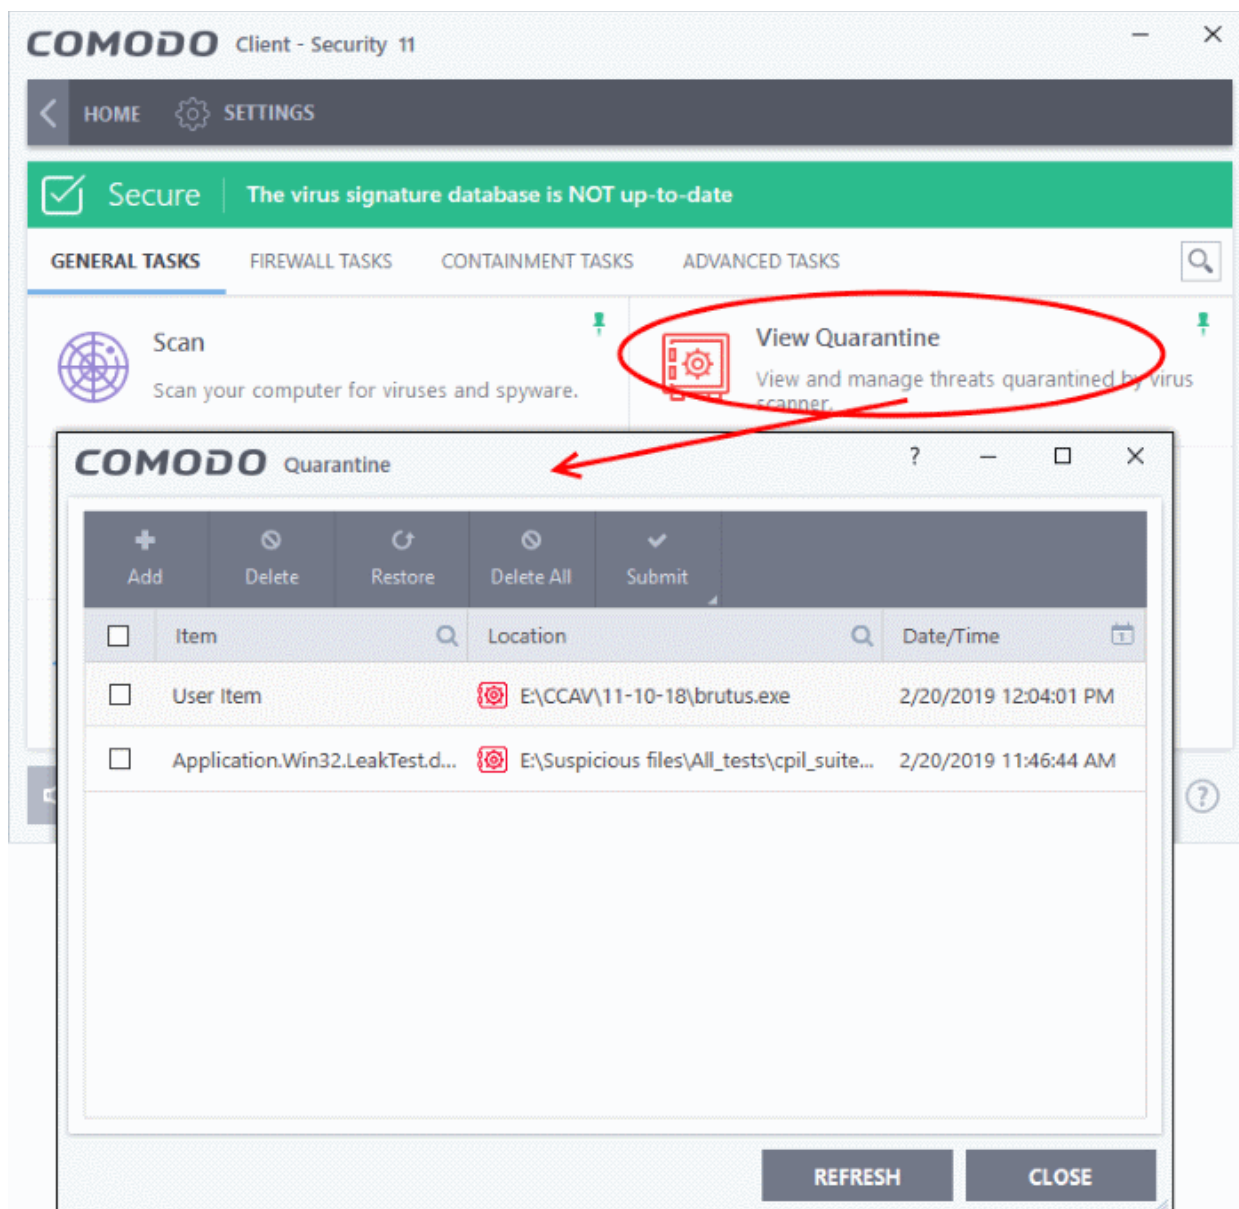 COMODO Client - Security 11
HOME SETTINGS
Secure The virus signature database is NOT up-to-date
GENERAL TASKS FIREWALL TASKS CONTAINMENT TASKS ADVANCED TASKS
Scan
Scan your computer for viruses and spyware.
View Quarantine
View and manage threats quarantined by virus
scanner.
COMODO Quarantine ?
Add Delete Restore Delete All Submit
Item Location Date/Time
User Item E:\CCAV\11-10-18\brutus.exe 2/20/2019 12:04:01 PM
Application.Win32.LeakTest.d... E:\Suspicious files\All_tests\cpil_suite... 2/20/2019 11:46:44 AM
?
REFRESH CLOSE